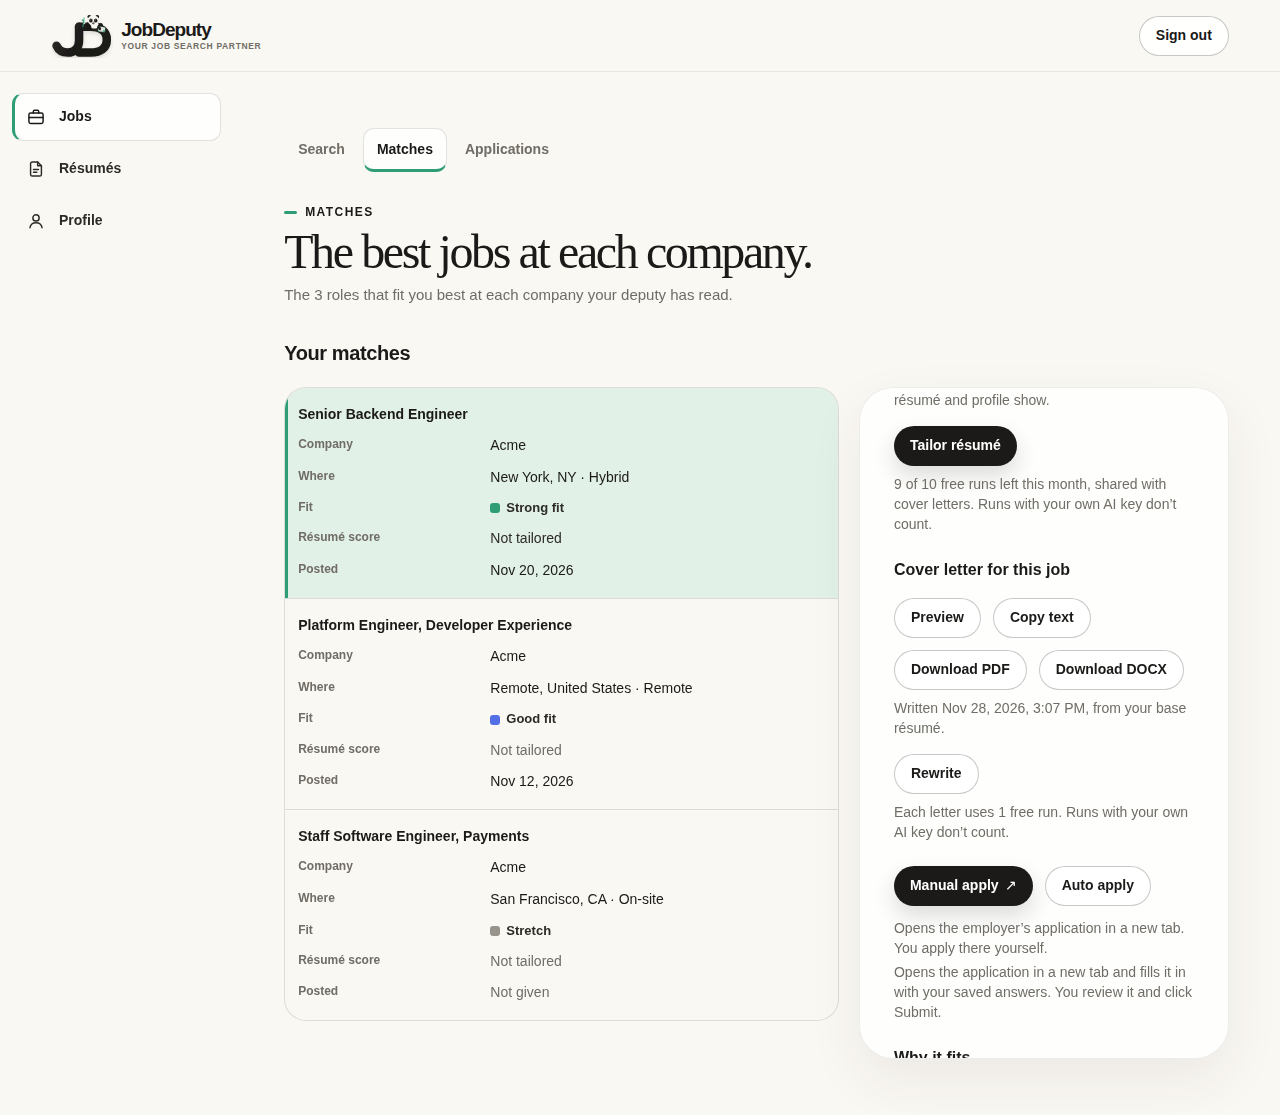 JobDeputy
YOUR JOB SEARCH PARTNER
Sign out
Jobs
Résumés
Profile
Search
Matches
Applications
MATCHES
The best jobs at each company.
The 3 roles that fit you best at each company your deputy has read.
Your matches
Senior Backend Engineer
Company
Acme
Where
New York, NY · Hybrid
Fit
Strong fit
Résumé score
Not tailored
Posted
Nov 20, 2026
Platform Engineer, Developer Experience
Company
Acme
Where
Remote, United States · Remote
Fit
Good fit
Résumé score
Not tailored
Posted
Nov 12, 2026
Staff Software Engineer, Payments
Company
Acme
Where
San Francisco, CA · On-site
Fit
Stretch
Résumé score
Not tailored
Posted
Not given
résumé and profile show.
Tailor résumé
9 of 10 free runs left this month, shared with
cover letters. Runs with your own AI key don’t
count.
Cover letter for this job
Preview
Copy text
Download PDF
Download DOCX
Written Nov 28, 2026, 3:07 PM, from your base
résumé.
Rewrite
Each letter uses 1 free run. Runs with your own
AI key don’t count.
Manual apply ↗
Auto apply
Opens the employer’s application in a new tab.
You apply there yourself.
Opens the application in a new tab and fills it in
with your saved answers. You review it and click
Submit.
Why it fits